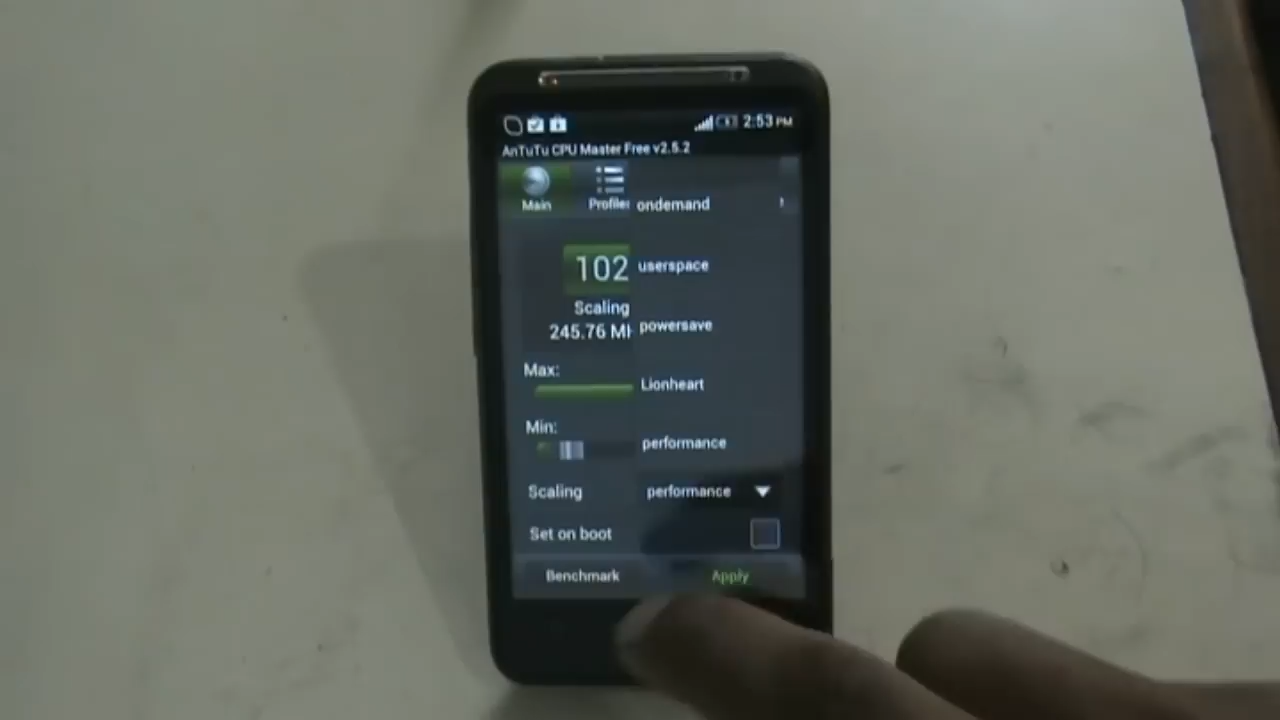 2:53 PM
AnTuTu CPU Master Free v2.5.2
Main
ondemand
102
userspace
Scaling
245.76
powersave
Max:
Lionheart
Min:
performance
Scaling performance
Set on boot
Benchmark Apply